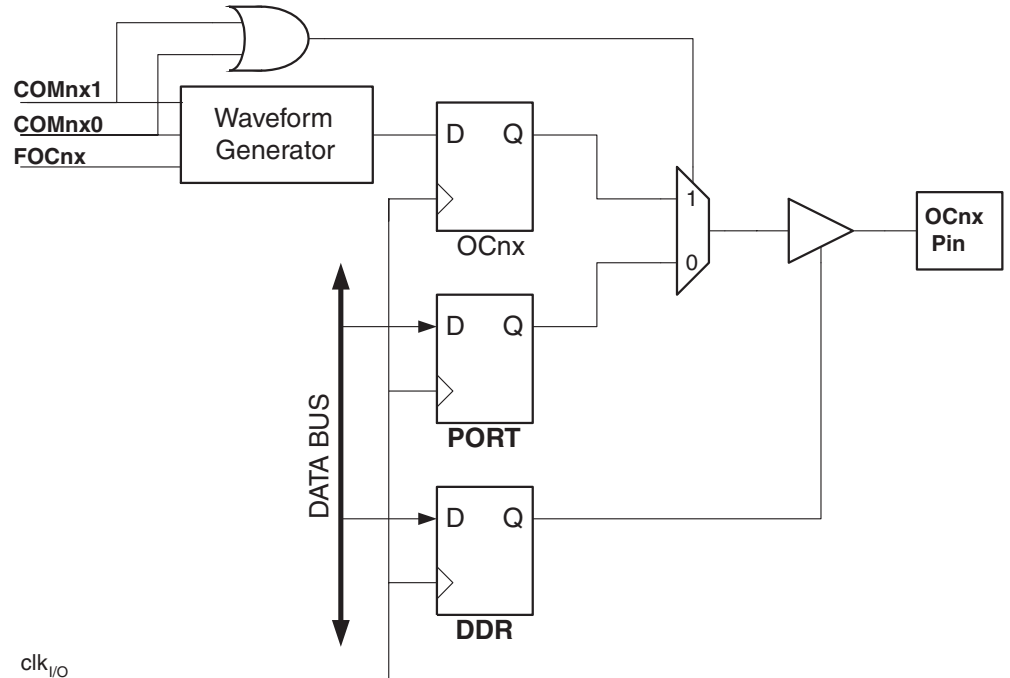 COMnx1
COMnx0
FOCnx
Waveform
Generator
D Q
OCnx
1
0
OCnx
Pin
D Q
PORT
DATA BUS
D Q
DDR
clkI/O